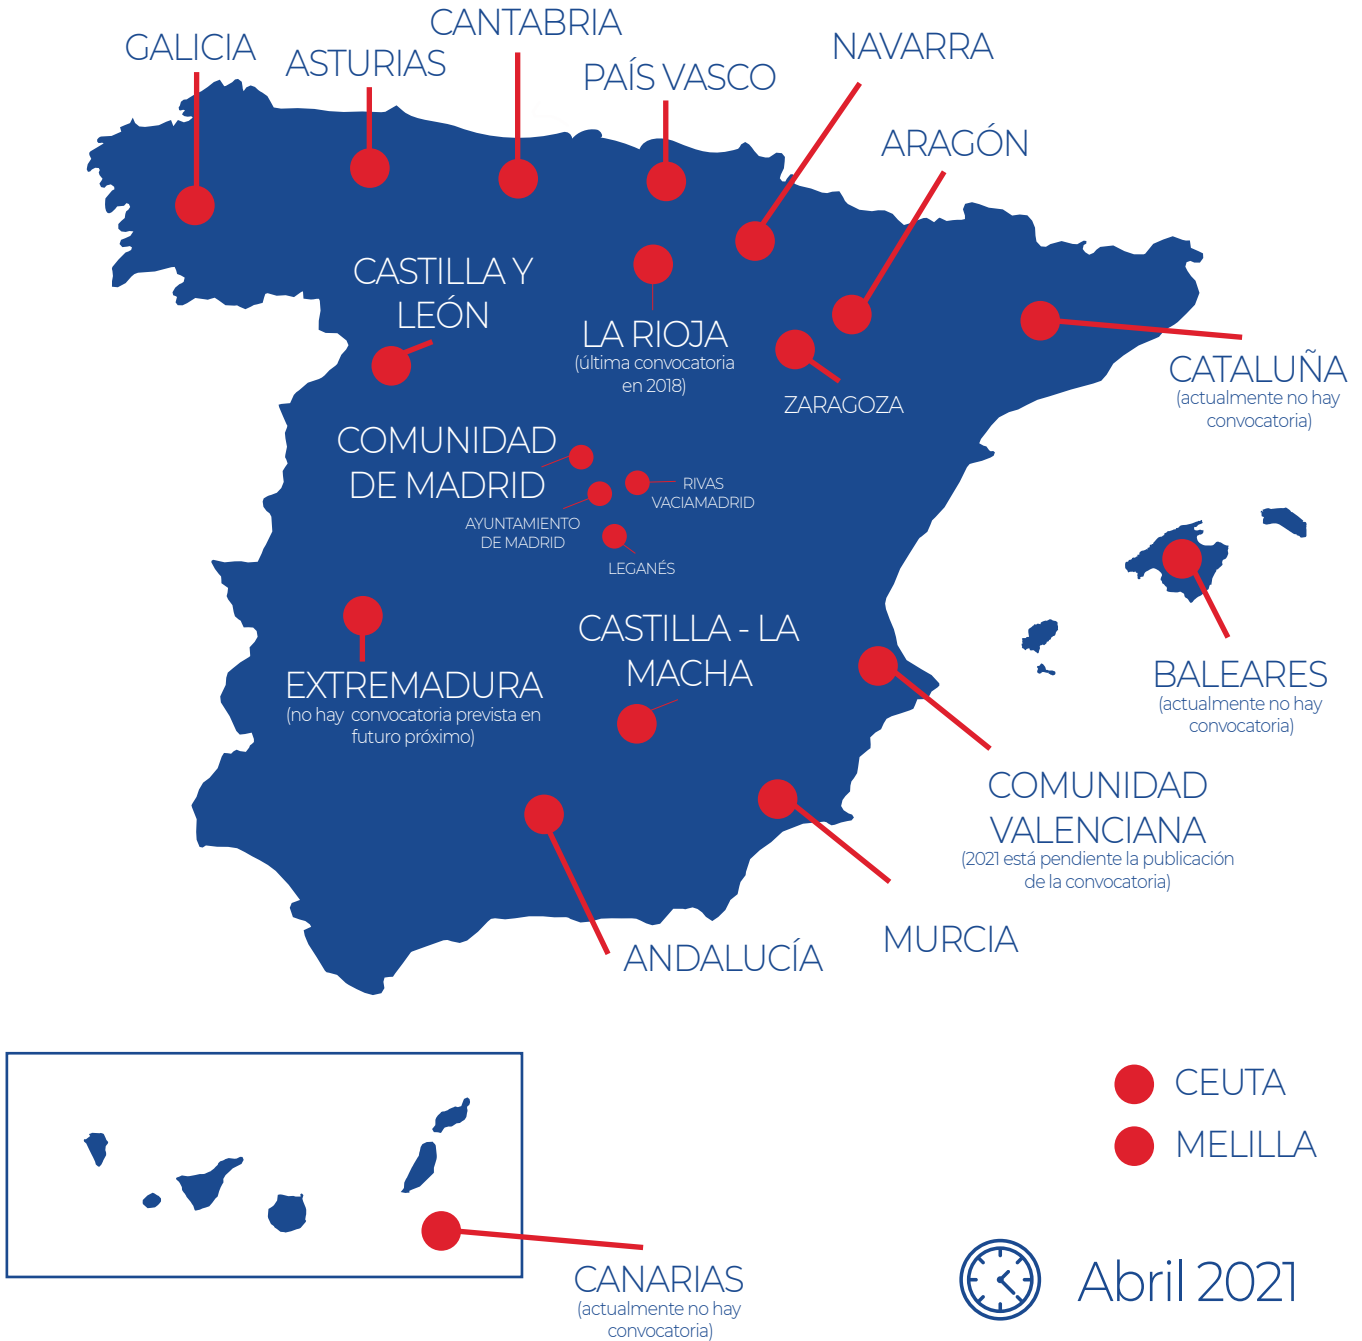 CANTABRIA
GALICIA
ASTURIAS
NAVARRA
PAÍS VASCO
ARAGÓN
CASTILLA Y
LEÓN
LA RIOJA
(última convocatoria
en 2018)
ZARAGOZA
CATALUÑA
(actualmente no hay
convocatoria)
COMUNIDAD
DE MADRID
RIVAS
VACIAMADRID
AYUNTAMIENTO
DE MADRID
LEGANÉS
CASTILLA - LA
MACHA
EXTREMADURA
(no hay convocatoria prevista en
futuro próximo)
BALEARES
(actualmente no hay
convocatoria)
COMUNIDAD
VALENCIANA
(2021 está pendiente la publicación
de la convocatoria)
MURCIA
ANDALUCÍA
CEUTA
MELILLA
CANARIAS
(actualmente no hay
convocatoria)
Abril 2021